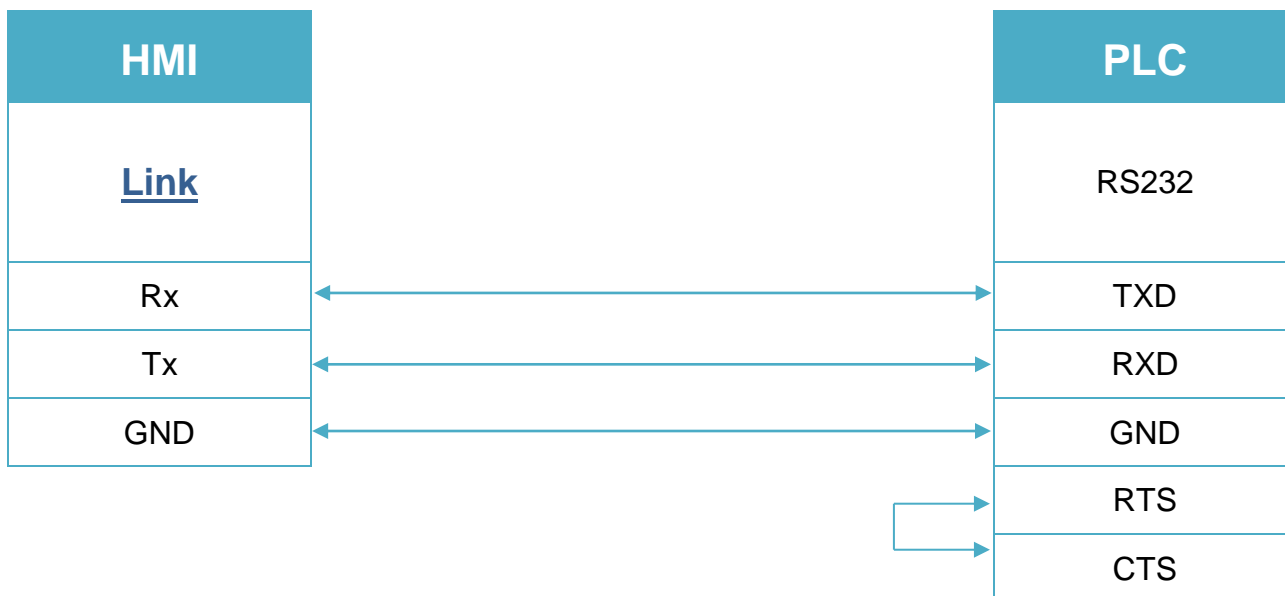 HMI
PLC
Link
RS232
Rx
TXD
Tx
RXD
GND
GND
RTS
CTS